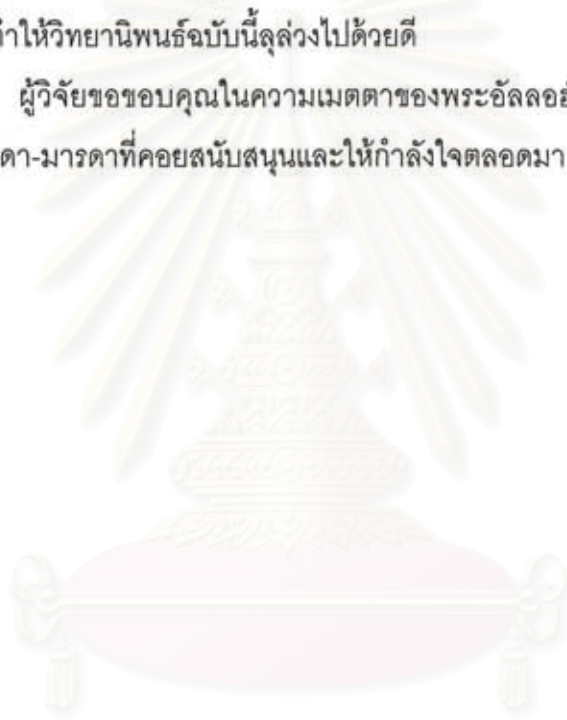 ทำให้วิทยานิพนธ์ฉบับนี้ลุล่วงไปด้วยดี
ผู้วิจัยขอขอบคุณในความเมตตาของพระอัลลอฮ์
ดา-มารดาที่คอยสนับสนุนและให้กำลังใจตลอดมา